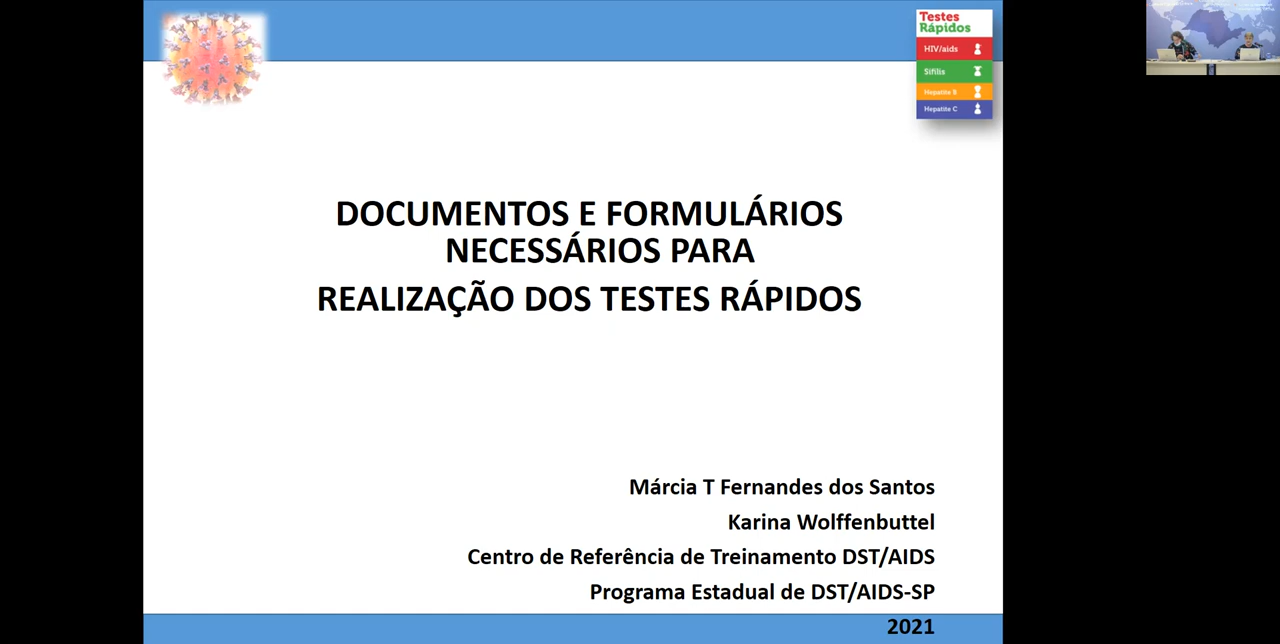 Testes
Rápidos
HIV/aids
Sífilis
Hepatite B
Hepatite C
DOCUMENTOS E FORMULÁRIOS
NECESSÁRIOS PARA
REALIZAÇÃO DOS TESTES RÁPIDOS
Márcia T Fernandes dos Santos
Karina Wolffenbuttel
Centro de Referência de Treinamento DST/AIDS
Programa Estadual de DST/AIDS-SP
2021